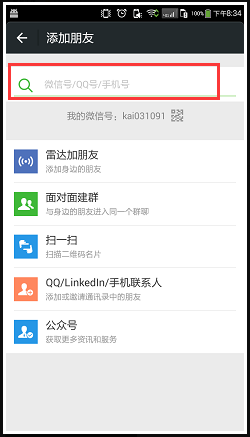 100% 下午8:34
添加朋友
微信号/QQ号/手机号
我的微信号：kai031091
雷达加朋友
添加身边的朋友
面对面建群
与身边的朋友进入同一个群聊
扫一扫
扫描二维码名片
QQ/LinkedIn/手机联系人
添加或邀请通讯录中的朋友
公众号
获取更多资讯和服务